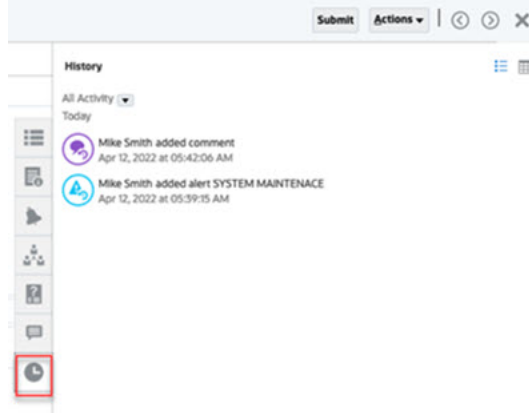 Submit Actions
History
All Activity
Today
Mike Smith added comment
Apr 12, 2022 at 05:42:06 AM
Mike Smith added alert SYSTEM MAINTENACE
Apr 12, 2022 at 05:39:15 AM